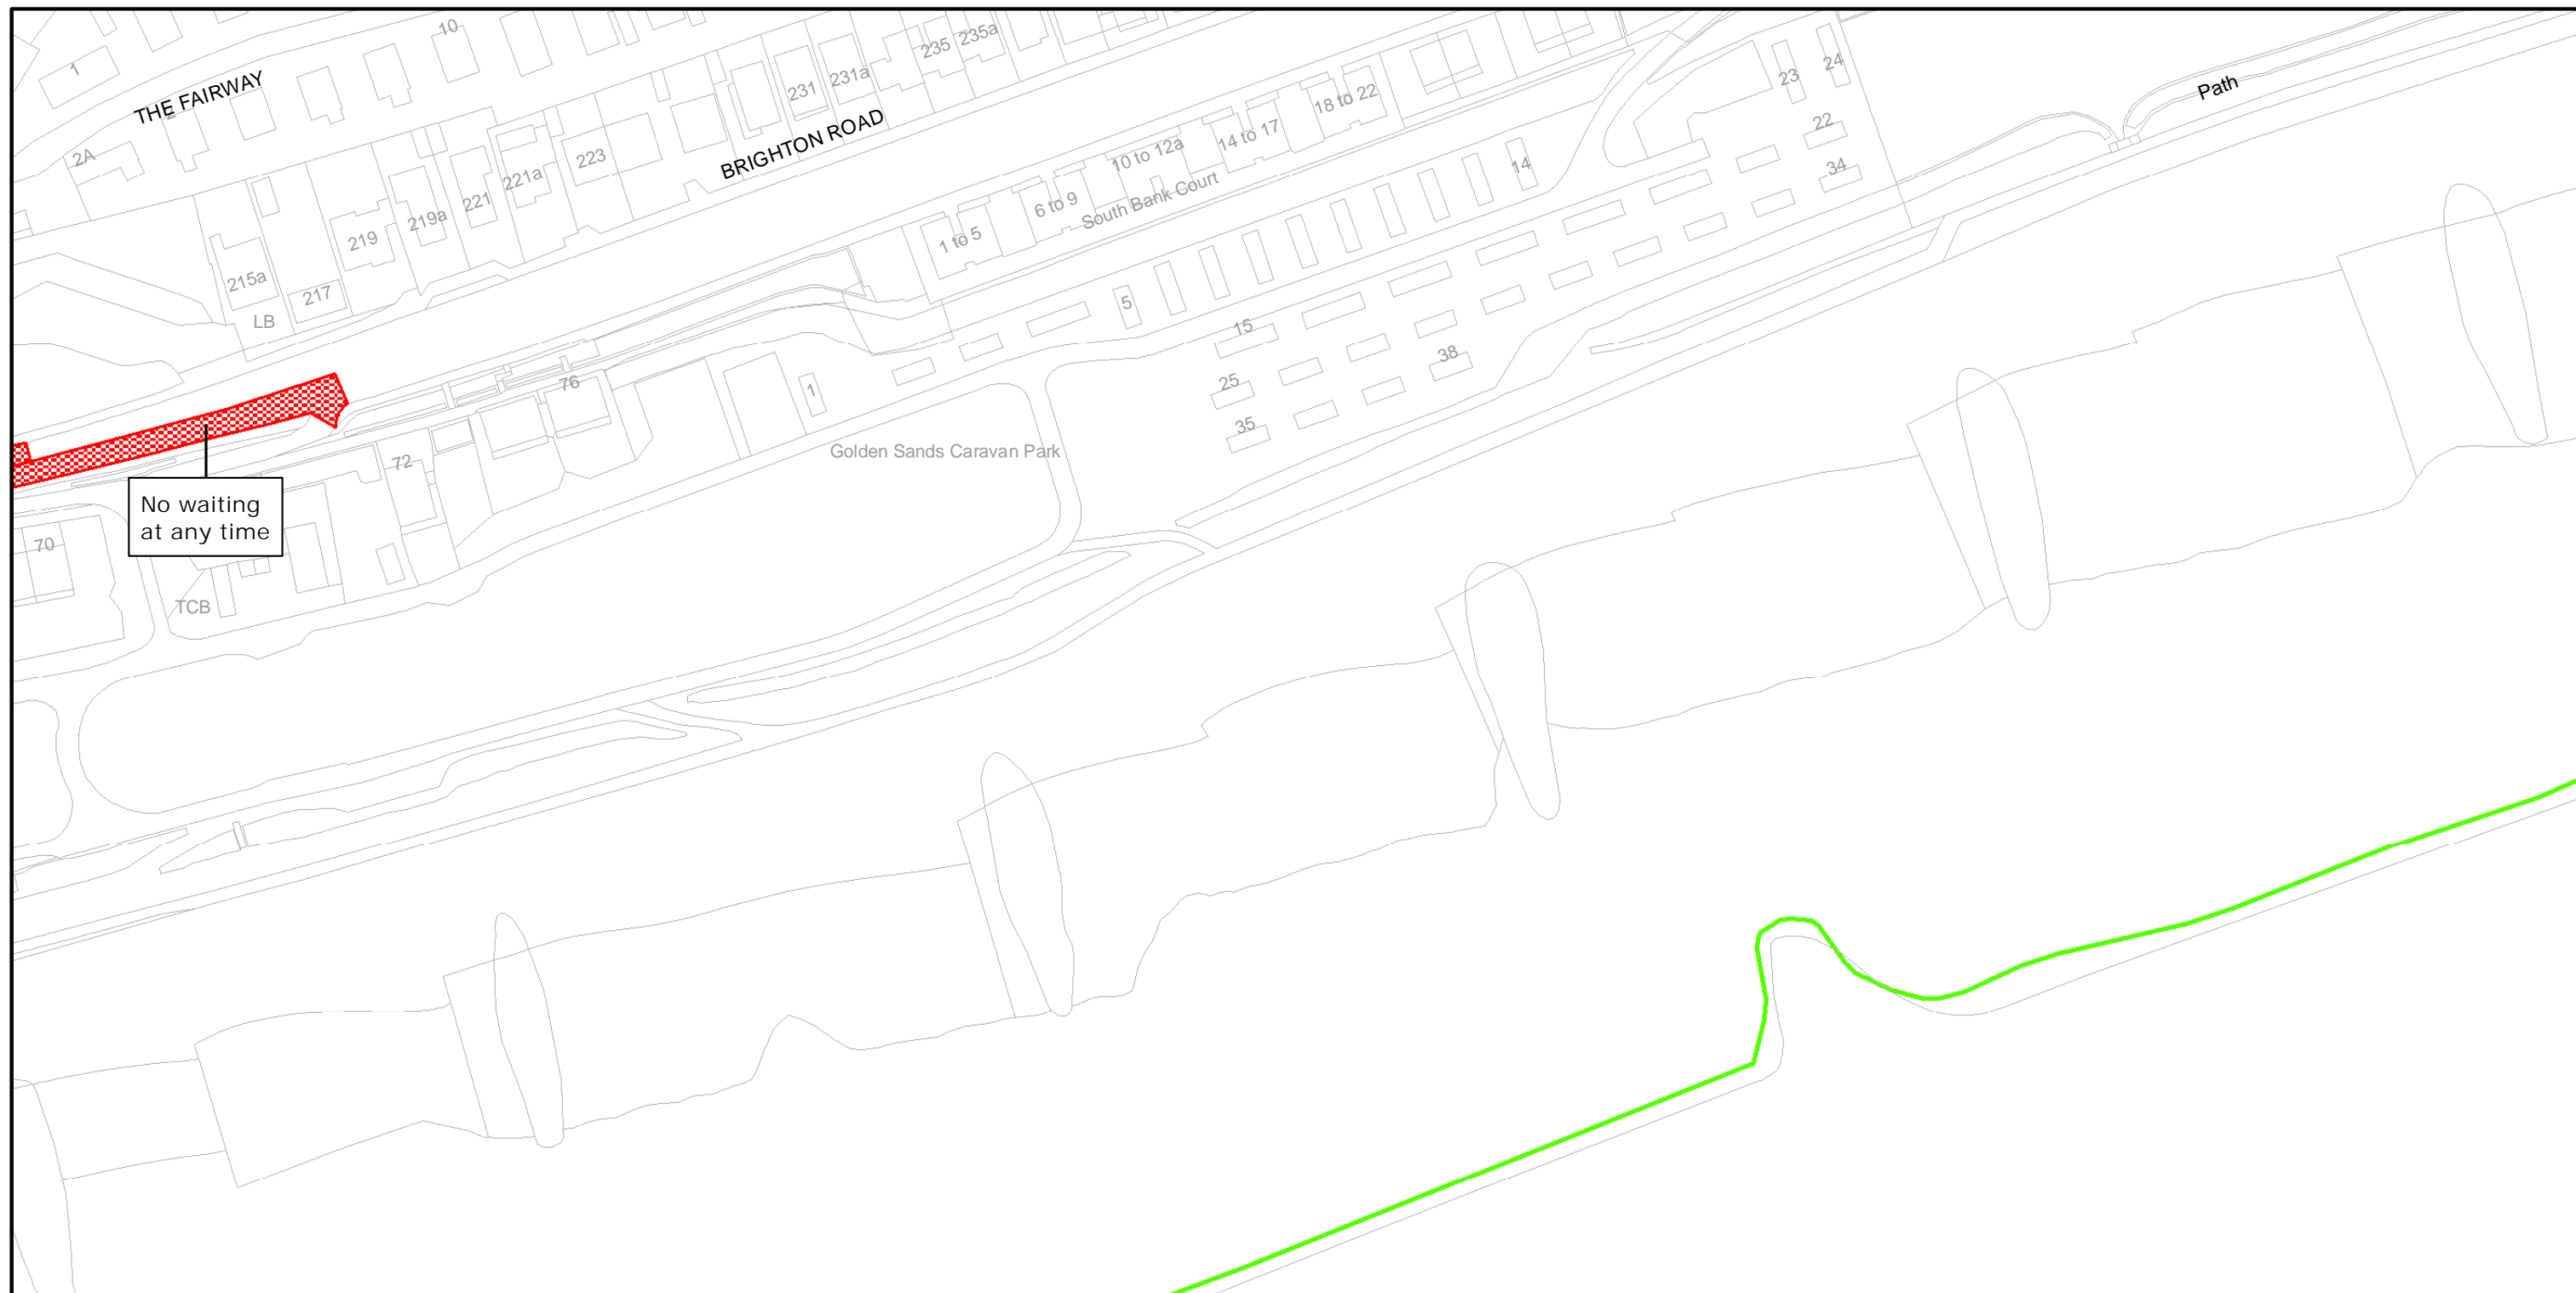 10
235
235a
1
THE FAIRWAY
231
231a
23
24
Path
18 to 22
BRIGHTON ROAD
14 to 17
22
2A
223
10 to 12a
14
34
221a
South Bank Court
221
219a
6 to 9
219
1 to 5
215a
217
5
LB
15
38
76
1
25
35
Golden Sands Caravan Park
72
No waiting
at any time
70
TCB